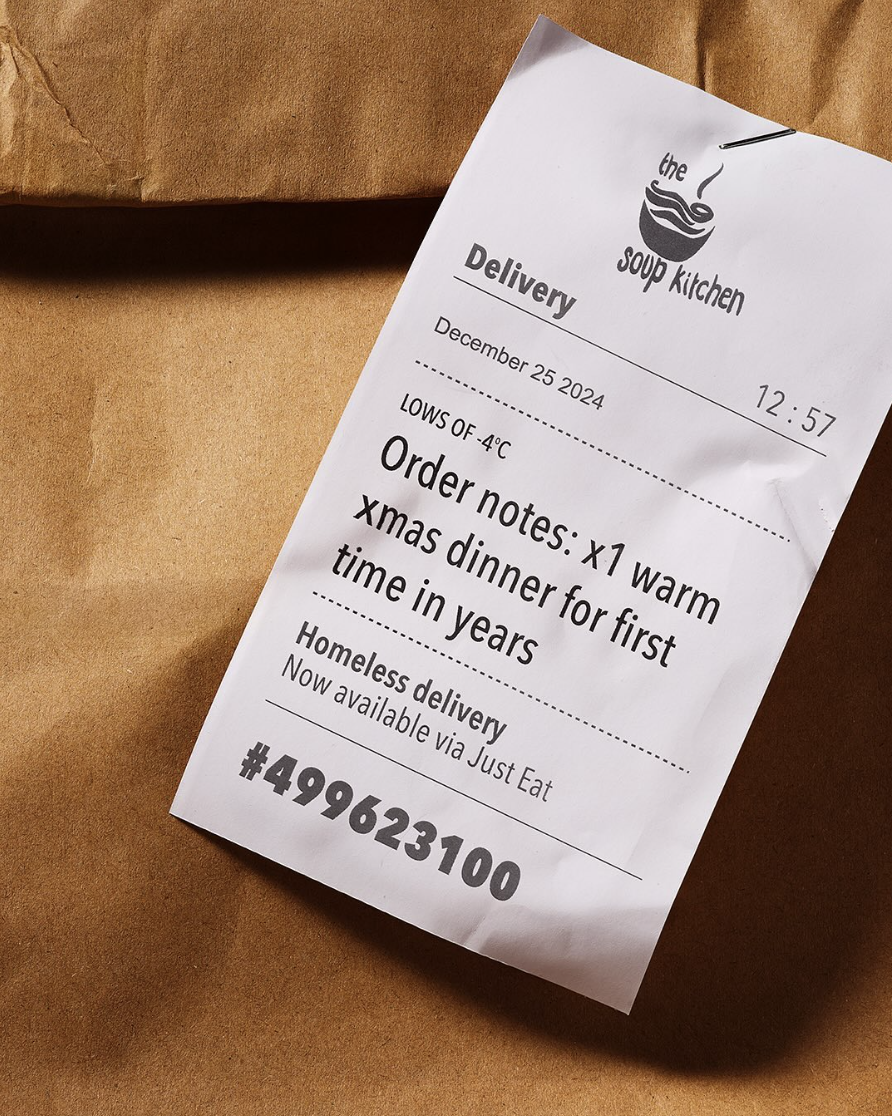 the
soup kitchen
Delivery
December 25 2024
12:57
LOWS OF -4°C
Order notes: x1 warm
xmas dinner for first
time in years
Homeless delivery
Now available via Just Eat
#499623100